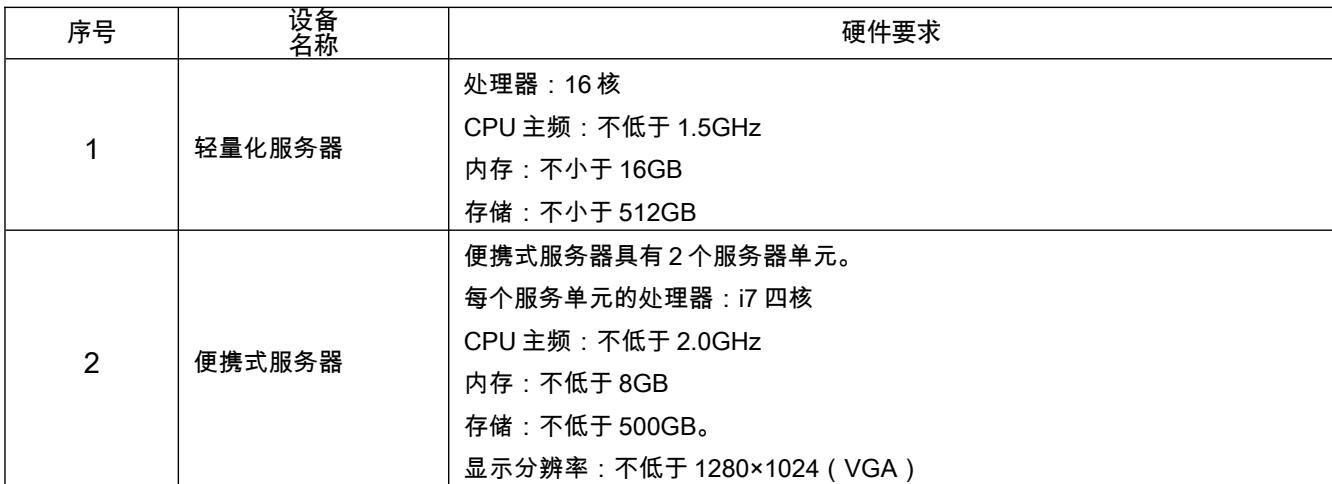 序号
设备
名称
硬件要求
1
轻量化服务器
处理器：16核
CPU 主频：不低于 1.5GHz
内存：不小于 16GB
存储：不小于 512GB
2
便携式服务器
便携式服务器具有 2 个服务器单元。
每个服务单元的处理器：i7 四核
CPU 主频：不低于 2.0GHz
内存：不低于 8GB
存储：不低于 500GB。
显示分辨率：不低于 1280×1024（VGA）